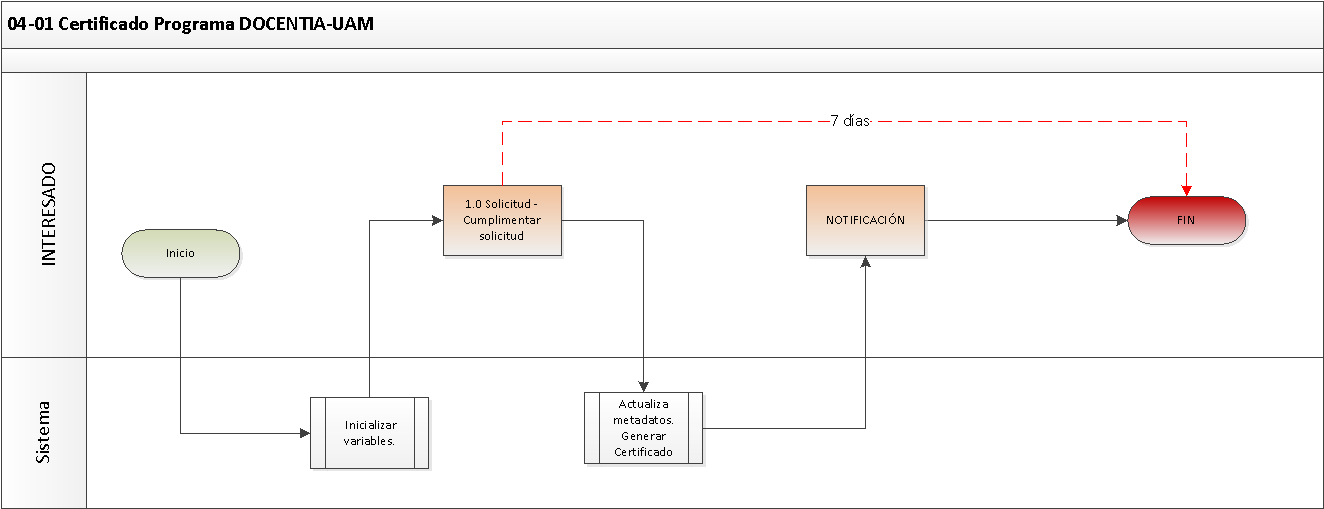 04-01 Certificado Programa DOCENTIA-UAM
INTERESADO
7 días
1.0 Solicitud -
Cumplimentar
solicitud
NOTIFICACIÓN
FIN
Inicio
Sistema
Inicializar
variables.
Actualiza
metadatos.
Generar
Certificado